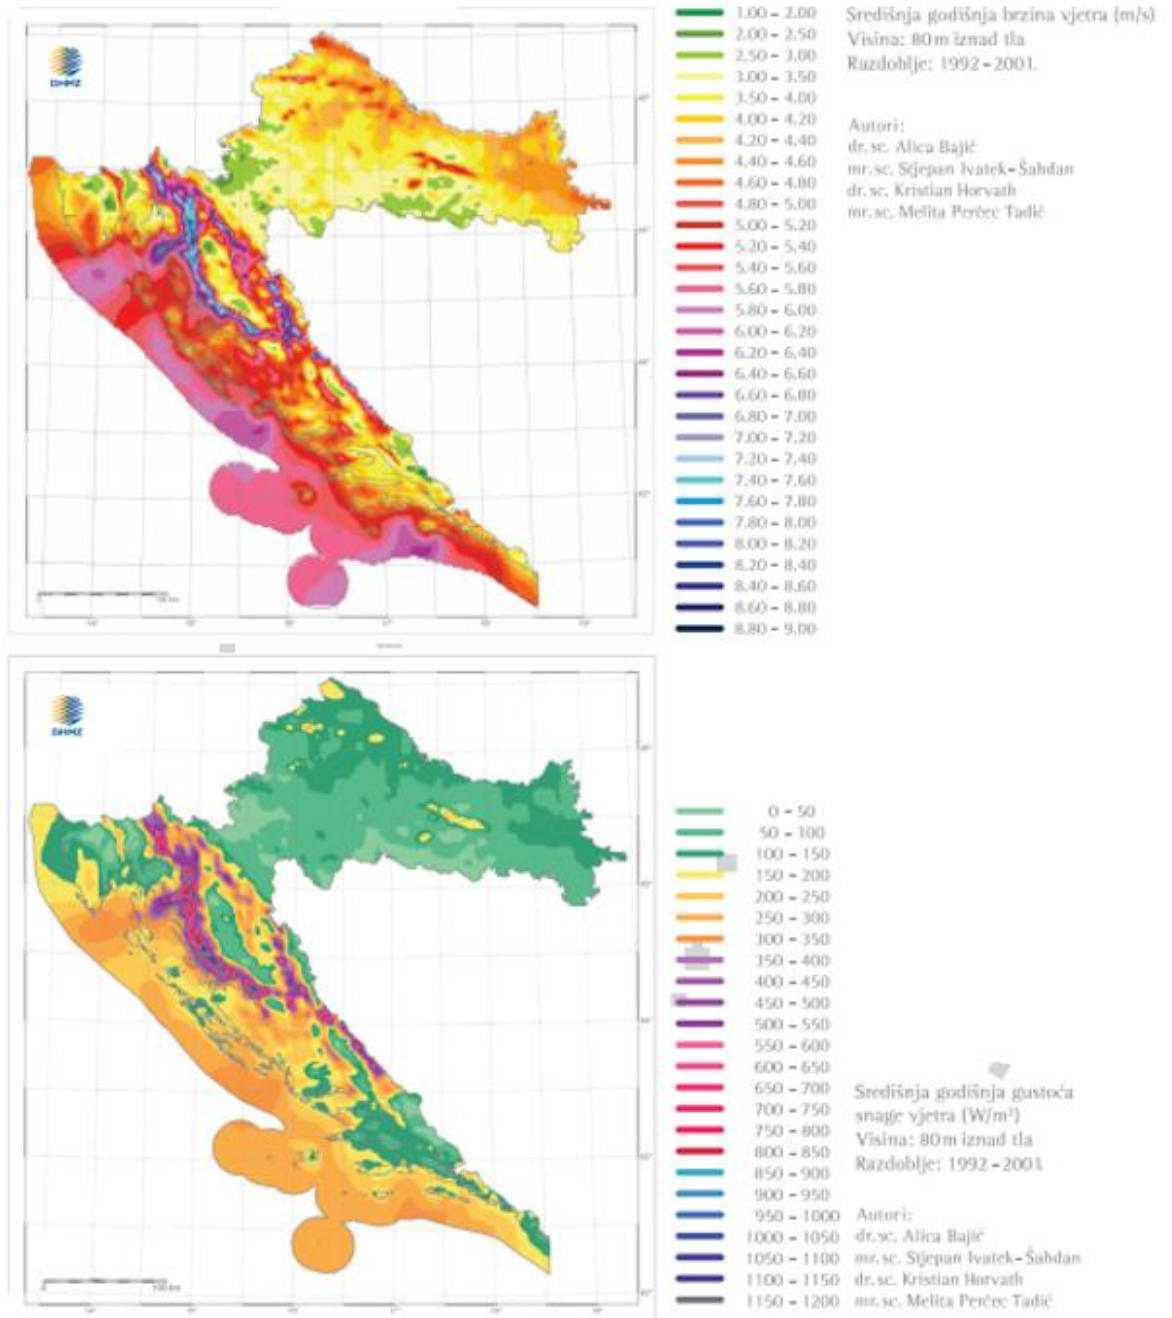 DHMZ
1.00 - 2.00
2.00 - 2.50
2.50 - 3.00
3.00 - 3.50
3.50 - 4.00
4.00 - 4.20
4.20 - 4.40
4.40 - 4.60
4.60 - 4.80
4.80 - 5.00
5.00 - 5.20
5.20 - 5.40
5.40 - 5.60
5.60 - 5.80
5.80 - 6.00
6.00 - 6.20
6.20 - 6.40
6.40 - 6.60
6.60 - 6.80
6.80 - 7.00
7.00 - 7.20
7.20 - 7.40
7.40 - 7.60
7.60 - 7.80
7.80 - 8.00
8.00 - 8.20
8.20 - 8.40
8.40 - 8.60
8.60 - 8.80
8.80 - 9.00
Središnja godišnja brzina vjetra (m/s)
Visina: 80m iznad tla
Razdoblje: 1992-2001.
Autori:
dr.sc. Alica Bajić
mr.sc. Stjepan Ivatek-Šahdan
dr.sc. Kristian Horvath
mr.sc. Melita Perčec Tadić
DHMZ
0 - 50
50 - 100
100 - 150
150 - 200
200 - 250
250 - 300
300 - 350
350 - 400
400 - 450
450 - 500
500 - 550
550 - 600
600 - 650
650 - 700
700 - 750
750 - 800
800 - 850
850 - 900
900 - 950
950 - 1000
1000 - 1050
1050 - 1100
1100 - 1150
1150 - 1200
Središnja godišnja gustoća
snage vjetra (W/m²)
Visina: 80m iznad tla
Razdoblje: 1992-2001.
Autori:
dr.sc. Alica Bajić
mr.sc. Stjepan Ivatek-Šahdan
dr.sc. Kristian Horvath
mr.sc. Melita Perčec Tadić